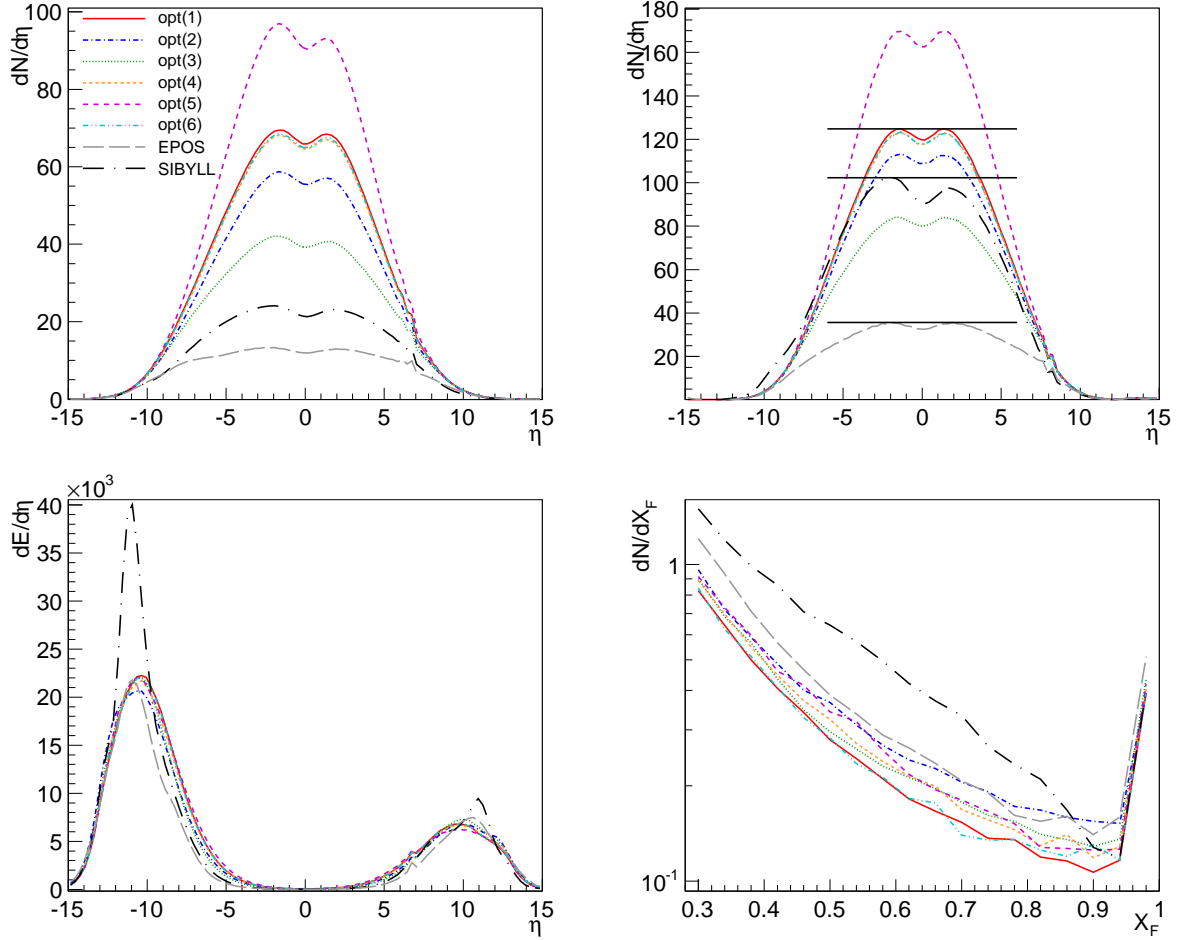 dN/dη
100
80
60
40
20
0
-15 -10 -5 0 5 10 15
η
opt(1)
opt(2)
opt(3)
opt(4)
opt(5)
opt(6)
EPOS
SIBYLL
dN/dη
180
160
140
120
100
80
60
40
20
-15 -10 -5 0 5 10 15
η
×10³
dE/dη
40
35
30
25
20
15
10
5
0
-15 -10 -5 0 5 10 15
η
dN/dX_F
1
10⁻¹
0.3 0.4 0.5 0.6 0.7 0.8 0.9 1
X_F